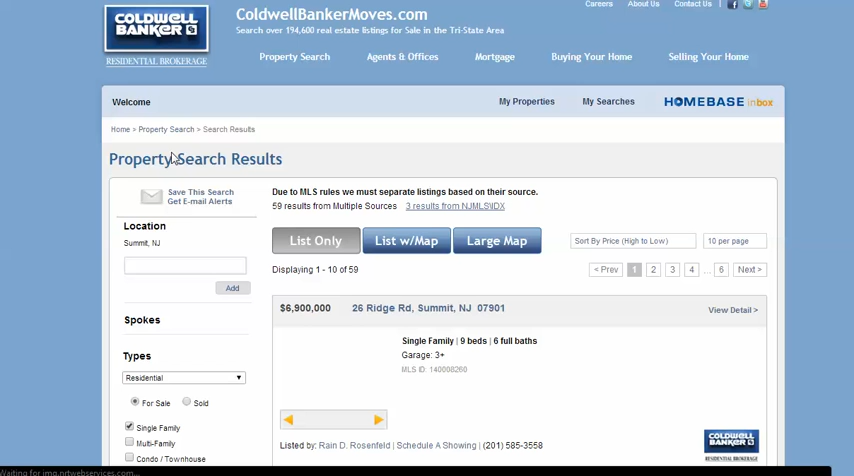 COLDWELL
BANKER
RESIDENTIAL BROKERAGE
ColdwellBankerMoves.com
Search over 194,600 real estate listings for Sale in the Tri-State Area
Careers About Us Contact Us |
Property Search Agents & Offices Mortgage Buying Your Home Selling Your Home
Welcome My Properties My Searches HOMEBASE inbox
Home > Property Search > Search Results
Property Search Results
Save This Search
Get E-mail Alerts
Location
Summit, NJ
Add
Spokes
Types
Residential
For Sale Sold
Single Family
Multi-Family
Condo / Townhouse
Due to MLS rules we must separate listings based on their source.
59 results from Multiple Sources 3 results from NJMLS\IDX
List Only List w/Map Large Map Sort By Price (High to Low) 10 per page
Displaying 1 - 10 of 59 < Prev 1 2 3 4 ... 6 Next >
$6,900,000 26 Ridge Rd, Summit, NJ 07901 View Detail >
Single Family | 9 beds | 6 full baths
Garage: 3+
MLS ID: 140008260
Listed by: Rain D. Rosenfeld | Schedule A Showing | (201) 585-3558
COLDWELL
BANKER
RESIDENTIAL BROKERAGE
Waiting for img.nrtwebservices.com...